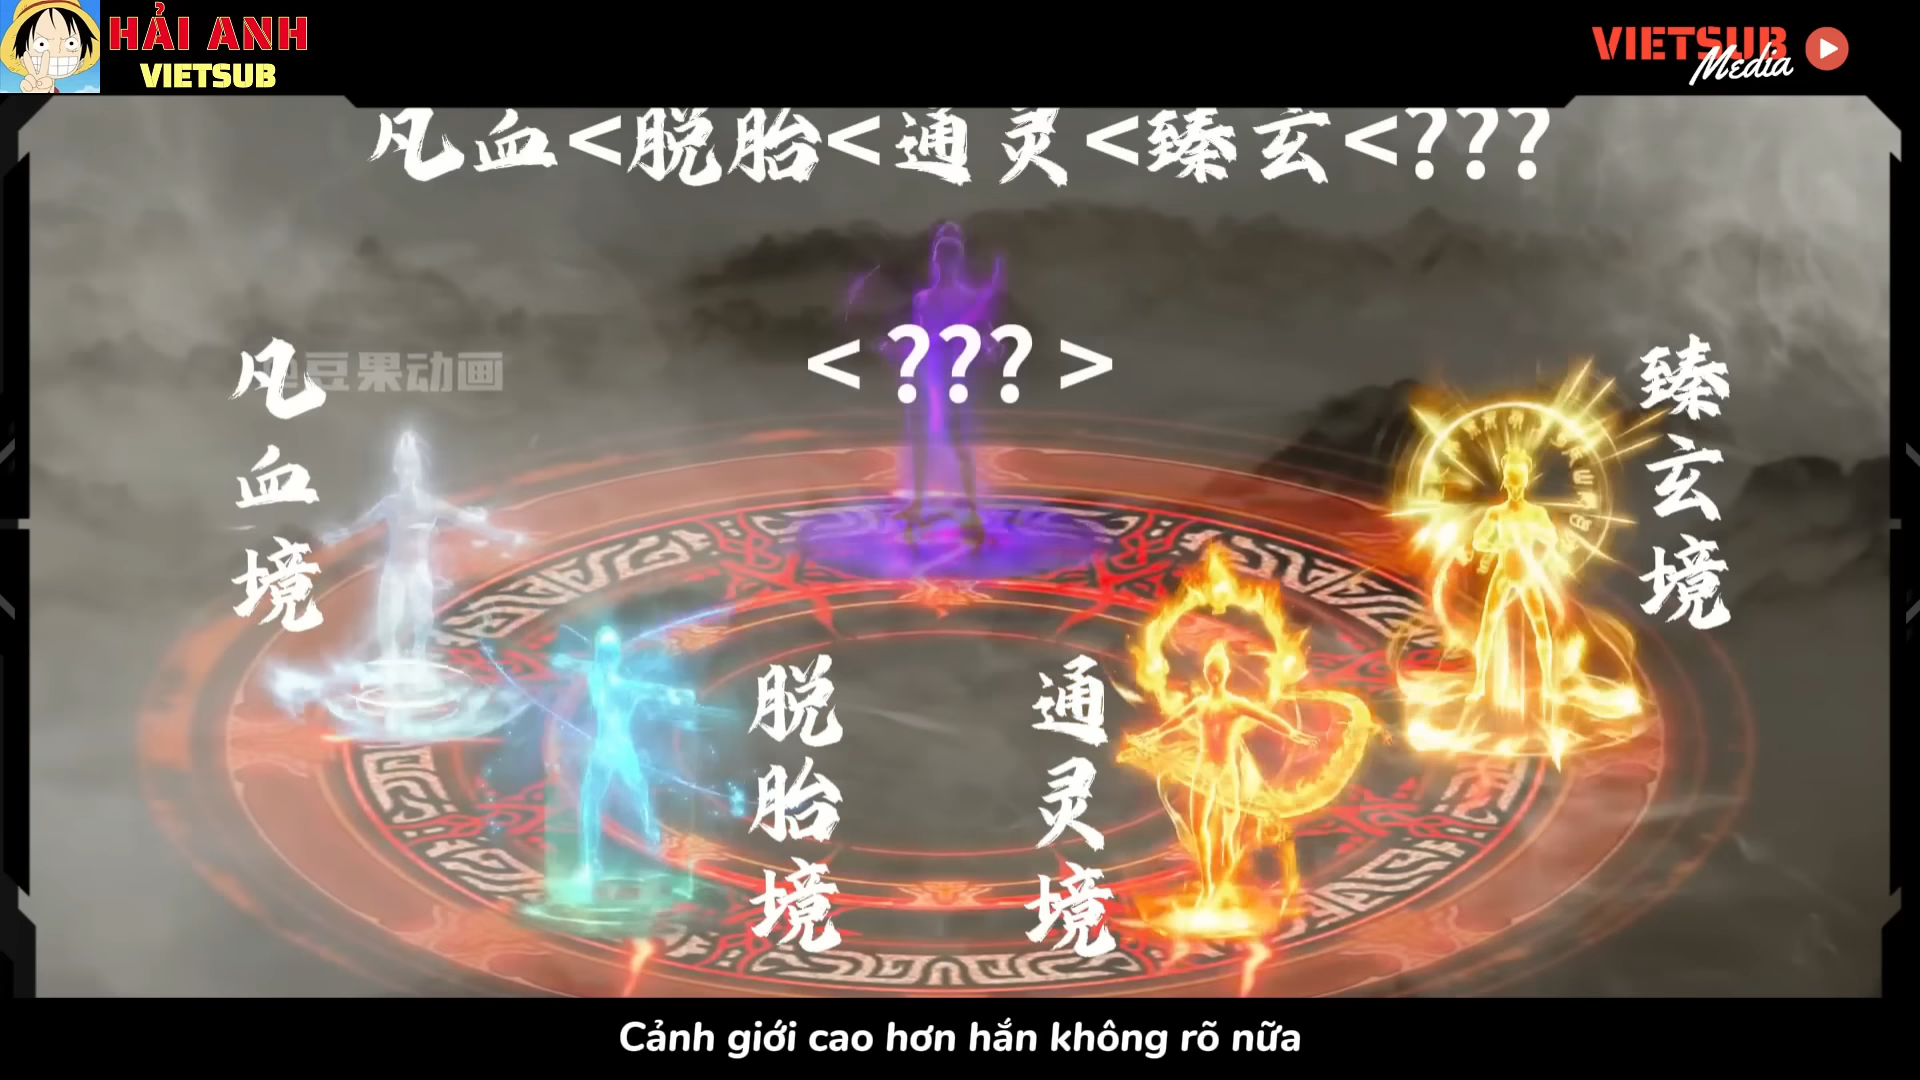 HẢI ANH
VIETSUB
VIETSUB
Media
凡血<脱胎<通灵<臻玄<???
<???>
凡血境
豆果动画
脱胎境
通灵境
臻玄境
Cảnh giới cao hơn hắn không rõ nữa